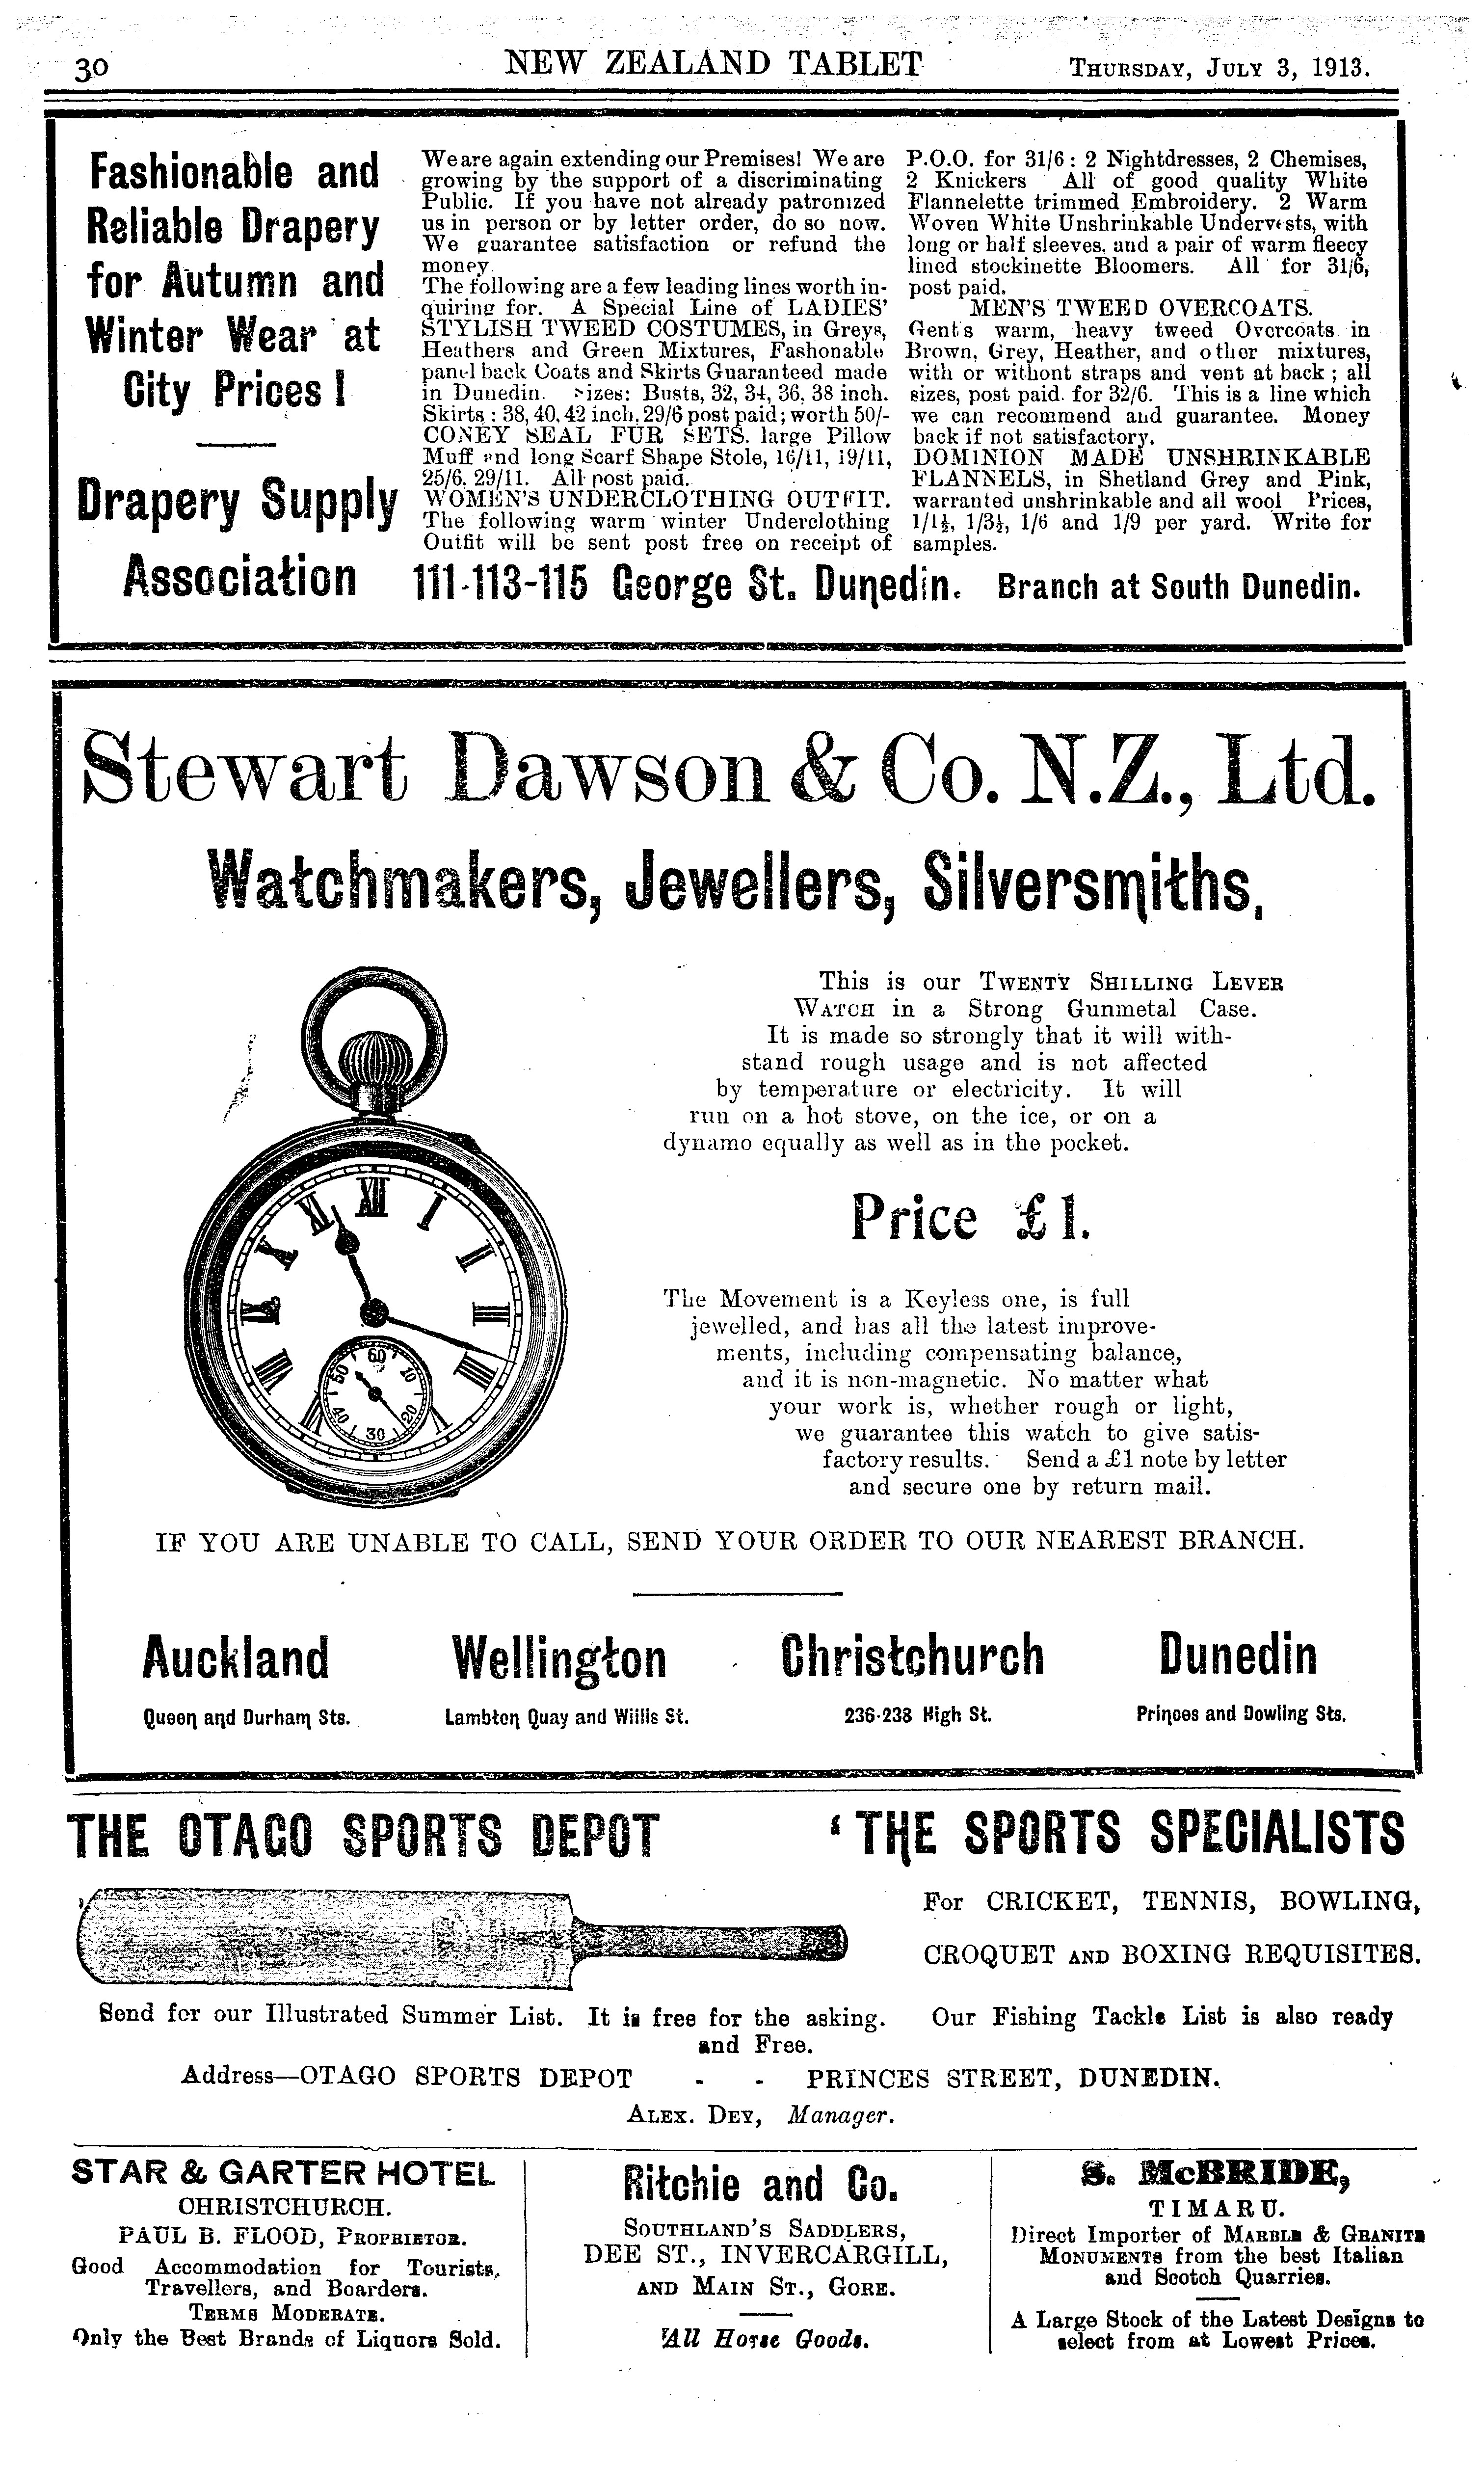 30
NEW ZEALAND TABLET
THURSDAY, JULY 3, 1913.
Fashionable and
Reliable Drapery
for Autumn and
Winter Wear at
City Prices!
Drapery Supply
Association
We are again extending our Premises! We are
growing by the support of a discriminating
Public. If you have not already patronized
us in person or by letter order, do so now.
We guarantee satisfaction or refund the
money.
The following are a few leading lines worth in-
quiring for. A Special Line of LADIES'
STYLISH TWEED COSTUMES, in Greys,
Heathers and Green Mixtures, Fashonable
panel back Coats and Skirts Guaranteed made
in Dunedin. Sizes: Busts, 32, 34, 36, 38 inch.
Skirts : 38, 40, 42 inch, 29/6 post paid; worth 50/-
CONEY SEAL FUR SETS. large Pillow
Muff and long Scarf Shape Stole, 16/11, 19/11,
25/6, 29/11. All post paid.
WOMEN'S UNDERCLOTHING OUTFIT.
The following warm winter Underclothing
Outfit will be sent post free on receipt of
P.O.O. for 31/6 : 2 Nightdresses, 2 Chemises,
2 Knickers All of good quality White
Flannelette trimmed Embroidery. 2 Warm
Woven White Unshrinkable Undervests, with
long or half sleeves, and a pair of warm fleecy
lined stockinette Bloomers. All for 31/6,
post paid.
MEN'S TWEED OVERCOATS.
Gent's warm, heavy tweed Overcoats in
Brown, Grey, Heather, and other mixtures,
with or without straps and vent at back ; all
sizes, post paid. for 32/6. This is a line which
we can recommend and guarantee. Money
back if not satisfactory.
DOMINION MADE UNSHRINKABLE
FLANNELS, in Shetland Grey and Pink,
warranted unshrinkable and all wool Prices,
1/1½, 1/3½, 1/6 and 1/9 per yard. Write for
samples.
111-113-115 George St. Dunedin. Branch at South Dunedin.
Stewart Dawson & Co. N.Z., Ltd.
Watchmakers, Jewellers, Silversmiths,
XII
I
II
III
IIII
VIII
IX
X
XI
60
10
20
30
40
50
This is our TWENTY SHILLING LEVER
WATCH in a Strong Gunmetal Case.
It is made so strongly that it will with-
stand rough usage and is not affected
by temperature or electricity. It will
run on a hot stove, on the ice, or on a
dynamo equally as well as in the pocket.
Price £1.
The Movement is a Keyless one, is full
jewelled, and has all the latest improve-
ments, including compensating balance,
and it is non-magnetic. No matter what
your work is, whether rough or light,
we guarantee this watch to give satis-
factory results. Send a £1 note by letter
and secure one by return mail.
IF YOU ARE UNABLE TO CALL, SEND YOUR ORDER TO OUR NEAREST BRANCH.
Auckland
Queen and Durham Sts.
Wellington
Lambton Quay and Willis St.
Christchurch
236-238 High St.
Dunedin
Princes and Dowling Sts.
THE OTAGO SPORTS DEPOT
‘ THE SPORTS SPECIALISTS
For CRICKET, TENNIS, BOWLING,
CROQUET AND BOXING REQUISITES.
Send for our Illustrated Summer List. It is free for the asking. Our Fishing Tackle List is also ready
and Free.
Address—OTAGO SPORTS DEPOT - - PRINCES STREET, DUNEDIN.
ALEX. DEY, Manager.
STAR & GARTER HOTEL
CHRISTCHURCH.
PAUL B. FLOOD, PROPRIETOR.
Good Accommodation for Tourists,
Travellers, and Boarders.
TERMS MODERATE.
Only the Best Brands of Liquors Sold.
Ritchie and Co.
SOUTHLAND'S SADDLERS,
DEE ST., INVERCARGILL,
AND MAIN ST., GORE.
All Horse Goods.
S. McBRIDE,
TIMARU.
Direct Importer of MARBLE & GRANITE
MONUMENTS from the best Italian
and Scotch Quarries.
A Large Stock of the Latest Designs to
select from at Lowest Prices.